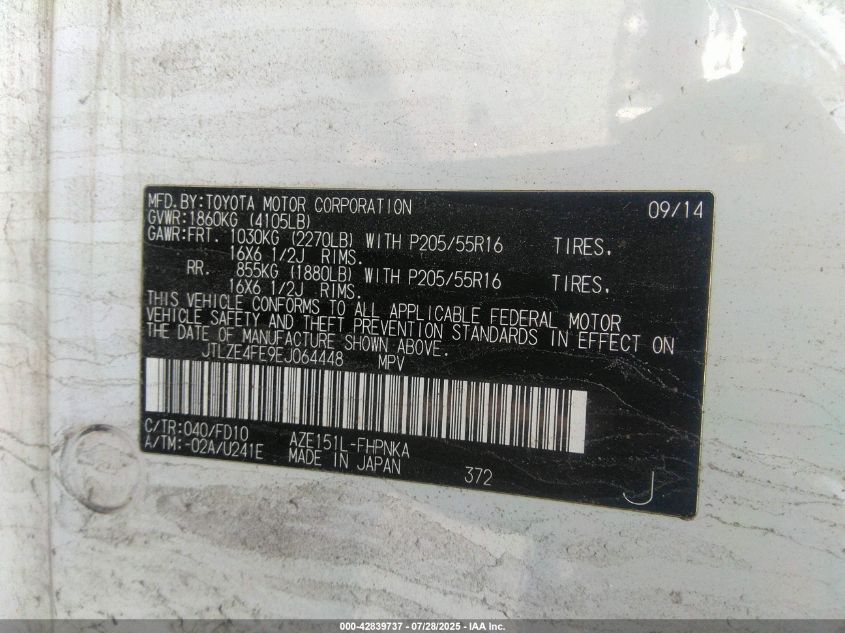 MFD.BY:TOYOTA MOTOR CORPORATION 09/14
GVWR:1860KG (4105LB)
GAWR:FRT. 1030KG (2270LB) WITH P205/55R16 TIRES.
16X6 1/2J RIMS.
RR. 855KG (1880LB) WITH P205/55R16 TIRES.
16X6 1/2J RIMS.
THIS VEHICLE CONFORMS TO ALL APPLICABLE FEDERAL MOTOR
VEHICLE SAFETY AND THEFT PREVENTION STANDARDS IN EFFECT ON
THE DATE OF MANUFACTURE SHOWN ABOVE.
JTLZE4FE9EJ064448 MPV
C/TR:040/FD10 AZE151L-FHPNKA
A/TM:-02A/U241E MADE IN JAPAN 372 J
000-42839737 - 07/28/2025 - IAA Inc.